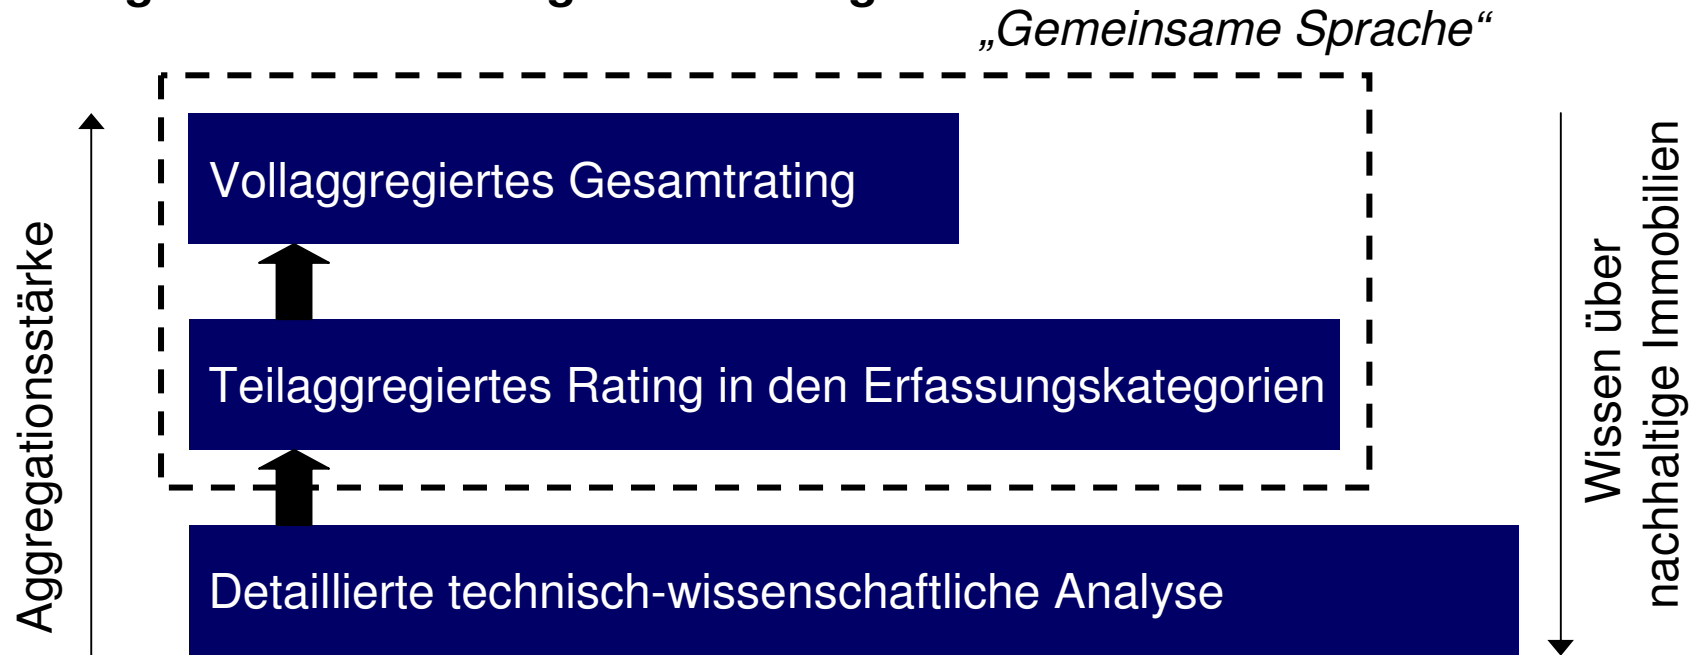 „Gemeinsame Sprache“
Vollaggregiertes Gesamtrating
Teilaggregiertes Rating in den Erfassungskategorien
Detaillierte technisch-wissenschaftliche Analyse
Aggregationsstärke
Wissen über
nachhaltige Immobilien